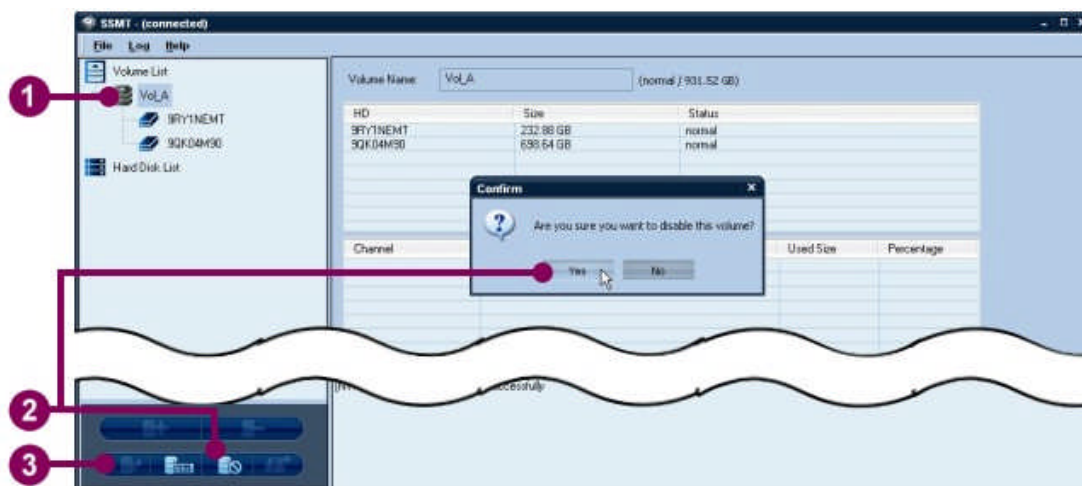 SSMT - (connected)
File Log Help
Volume List
Vol_A
9RY1NEMT
9QK04M90
Hard Disk List
Volume Name: Vol_A (normal / 931.52 GB)
HD Size Status
9RY1NEMT 232.88 GB normal
9QK04M90 698.64 GB normal
Confirm
Are you sure you want to disable this volume?
Yes No
Channel Used Size Percentage
1
2
3